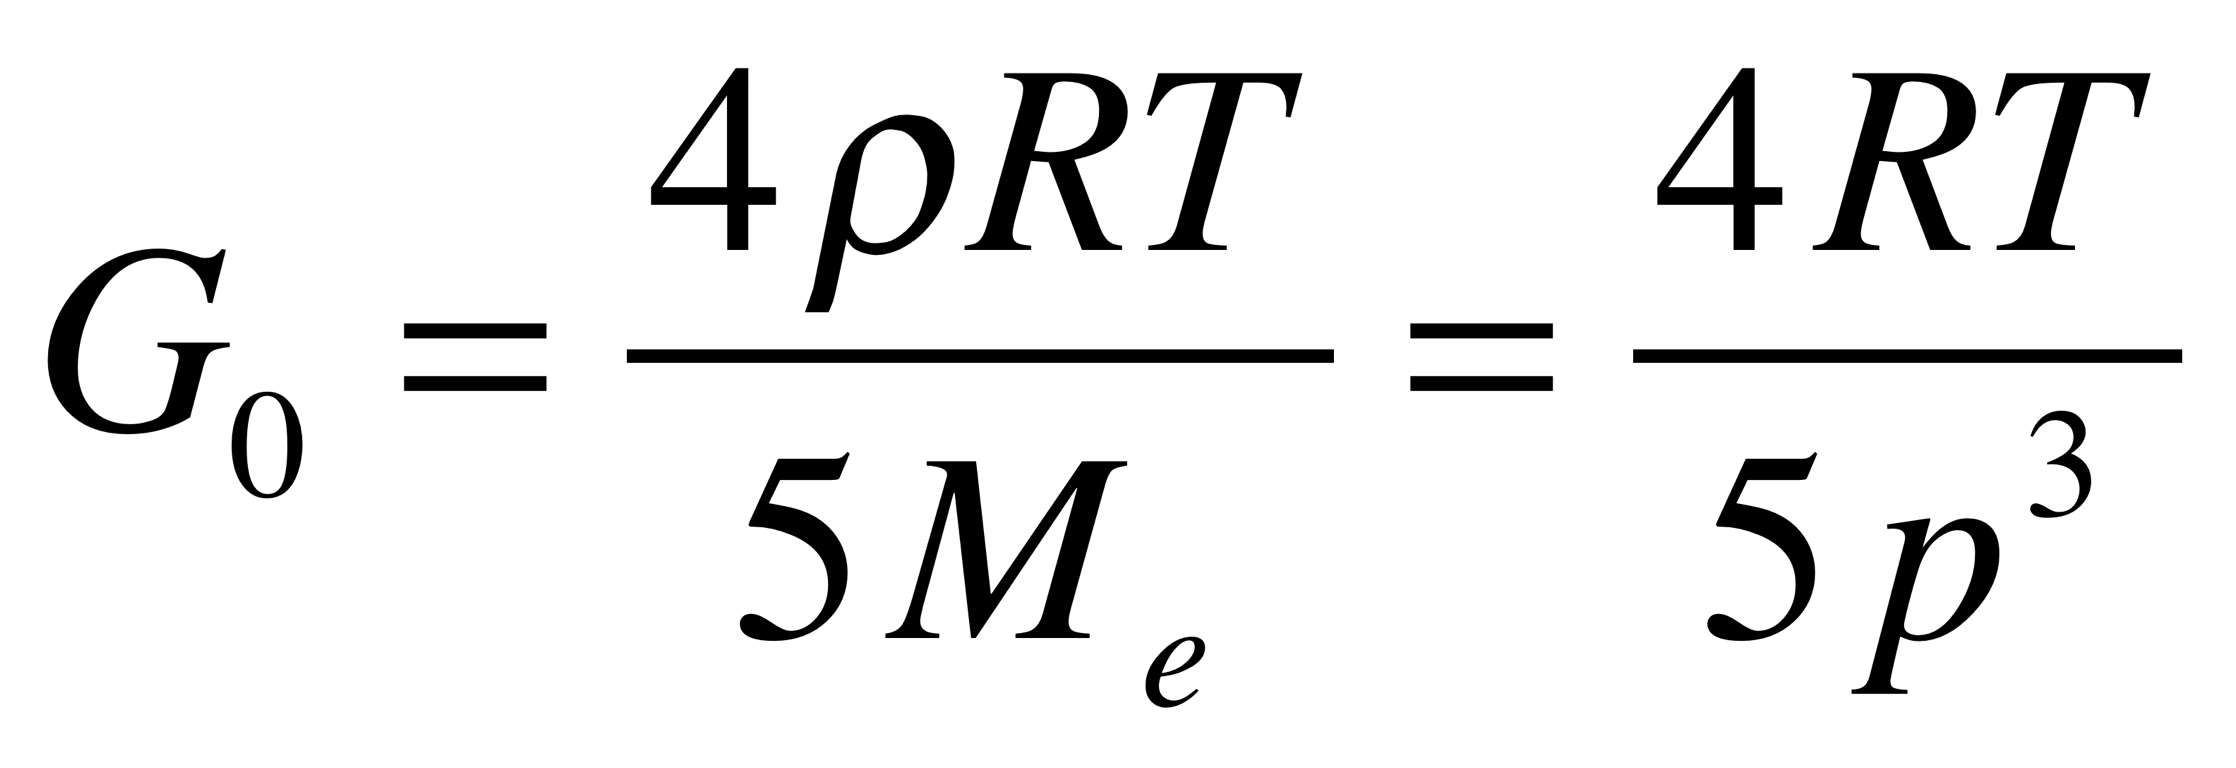 G₀ = 4ρRT / 5Mₑ = 4RT / 5p³